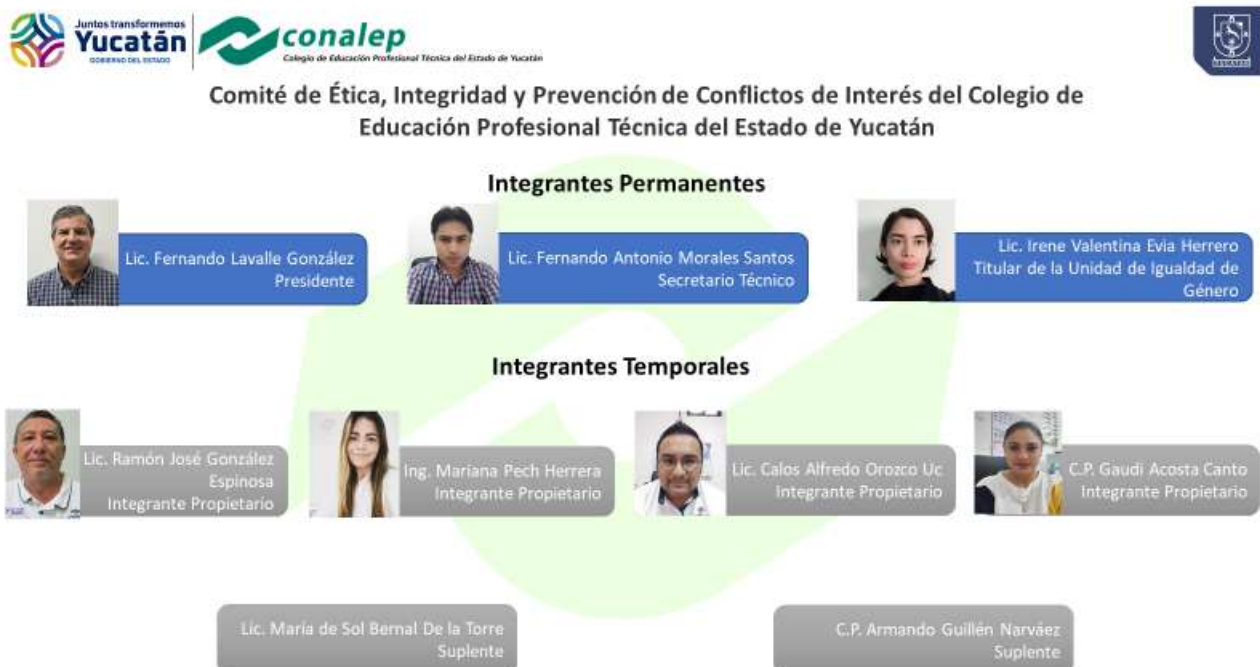 Juntos transformemos
Yucatán
GOBIERNO DEL ESTADO
conalep
Colegio de Educación Profesional Técnica del Estado de Yucatán
Comité de Ética, Integridad y Prevención de Conflictos de Interés del Colegio de
Educación Profesional Técnica del Estado de Yucatán
Integrantes Permanentes
Lic. Fernando Lavalle González
Presidente
Lic. Fernando Antonio Morales Santos
Secretario Técnico
Lic. Irene Valentina Evia Herrero
Titular de la Unidad de Igualdad de
Género
Integrantes Temporales
Lic. Ramón José González
Espinosa
Integrante Propietario
Ing. Mariana Pech Herrera
Integrante Propietario
Lic. Calos Alfredo Orozco Uc
Integrante Propietario
C.P. Gaudi Acosta Canto
Integrante Propietario
Lic. María de Sol Bernal De la Torre
Suplente
C.P. Armando Guillén Narváez
Suplente